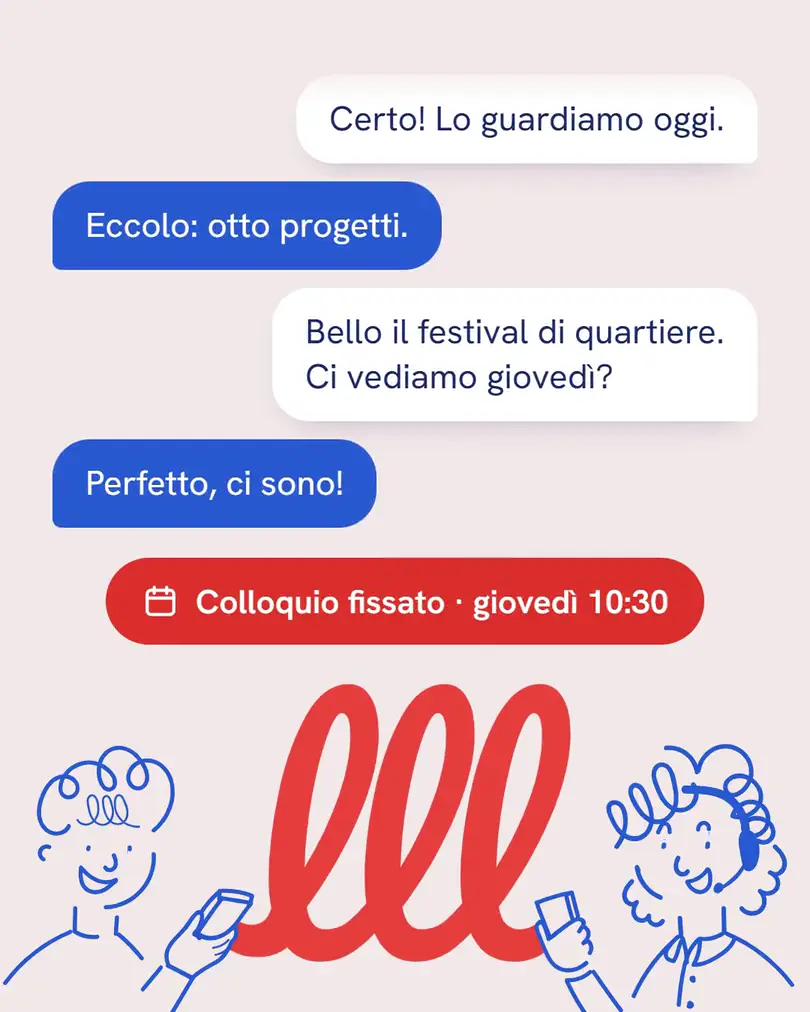 Certo! Lo guardiamo oggi.
Eccolo: otto progetti.
Bello il festival di quartiere.
Ci vediamo giovedì?
Perfetto, ci sono!
Colloquio fissato · giovedì 10:30
lll